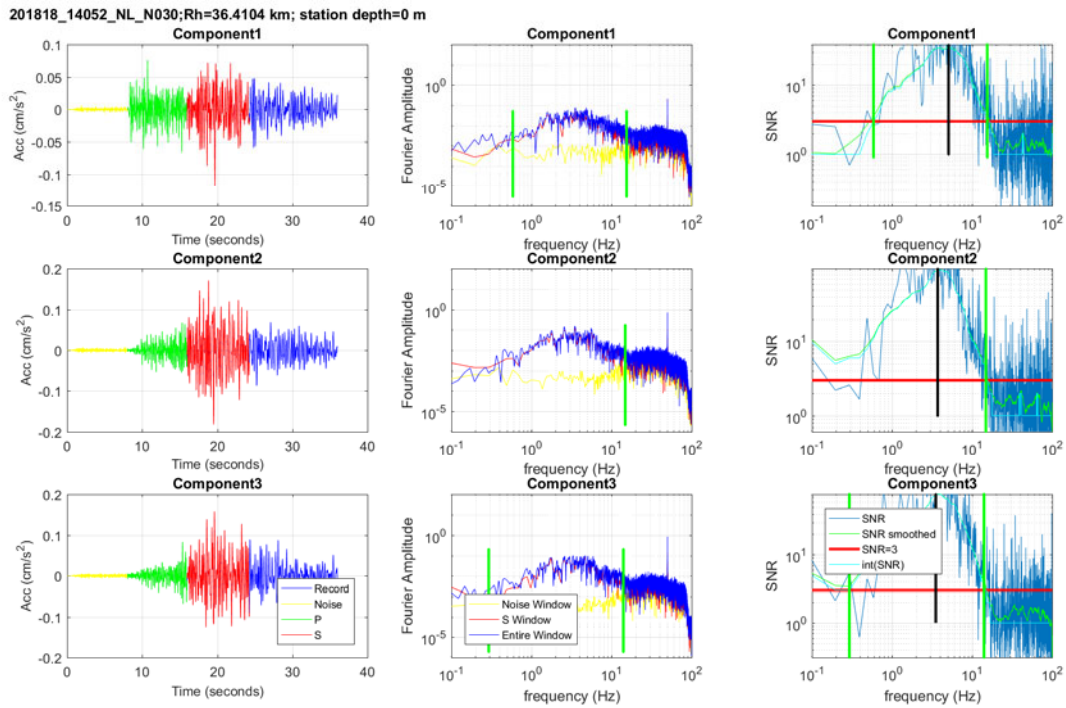 201818_14052_NL_N030;Rh=36.4104 km; station depth=0 m
Component1
Acc (cm/s²)
0.1
0.05
0
-0.05
-0.1
-0.15
0 10 20 30 40
Time (seconds)
Component1
Fourier Amplitude
10⁰
10⁻⁵
10⁻¹ 10⁰ 10¹ 10²
frequency (Hz)
Component1
SNR
10¹
10⁰
10⁻¹ 10⁰ 10¹ 10²
frequency (Hz)
Component2
Acc (cm/s²)
0.2
0.1
0
-0.1
-0.2
0 10 20 30 40
Time (seconds)
Component2
Fourier Amplitude
10⁰
10⁻⁵
10⁻¹ 10⁰ 10¹ 10²
frequency (Hz)
Component2
SNR
10¹
10⁰
10⁻¹ 10⁰ 10¹ 10²
frequency (Hz)
Component3
Acc (cm/s²)
0.2
0.1
0
-0.1
-0.2
0 10 20 30 40
Time (seconds)
Record
Noise
P
S
Component3
Fourier Amplitude
10⁰
10⁻⁵
10⁻¹ 10⁰ 10¹ 10²
frequency (Hz)
Noise Window
S Window
Entire Window
Component3
SNR
10¹
10⁰
10⁻¹ 10⁰ 10¹ 10²
frequency (Hz)
SNR
SNR smoothed
SNR=3
int(SNR)